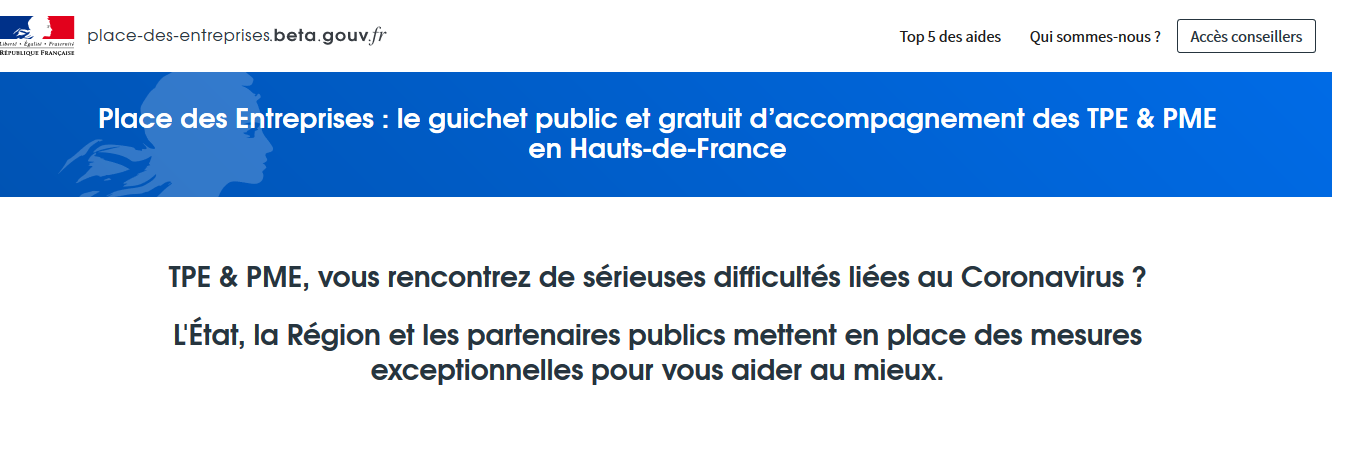 Liberté • Égalité • Fraternité
RÉPUBLIQUE FRANÇAISE
place-des-entreprises.beta.gouv.fr
Top 5 des aides
Qui sommes-nous ?
Accès conseillers
Place des Entreprises : le guichet public et gratuit d’accompagnement des TPE & PME
en Hauts-de-France
TPE & PME, vous rencontrez de sérieuses difficultés liées au Coronavirus ?
L'État, la Région et les partenaires publics mettent en place des mesures
exceptionnelles pour vous aider au mieux.